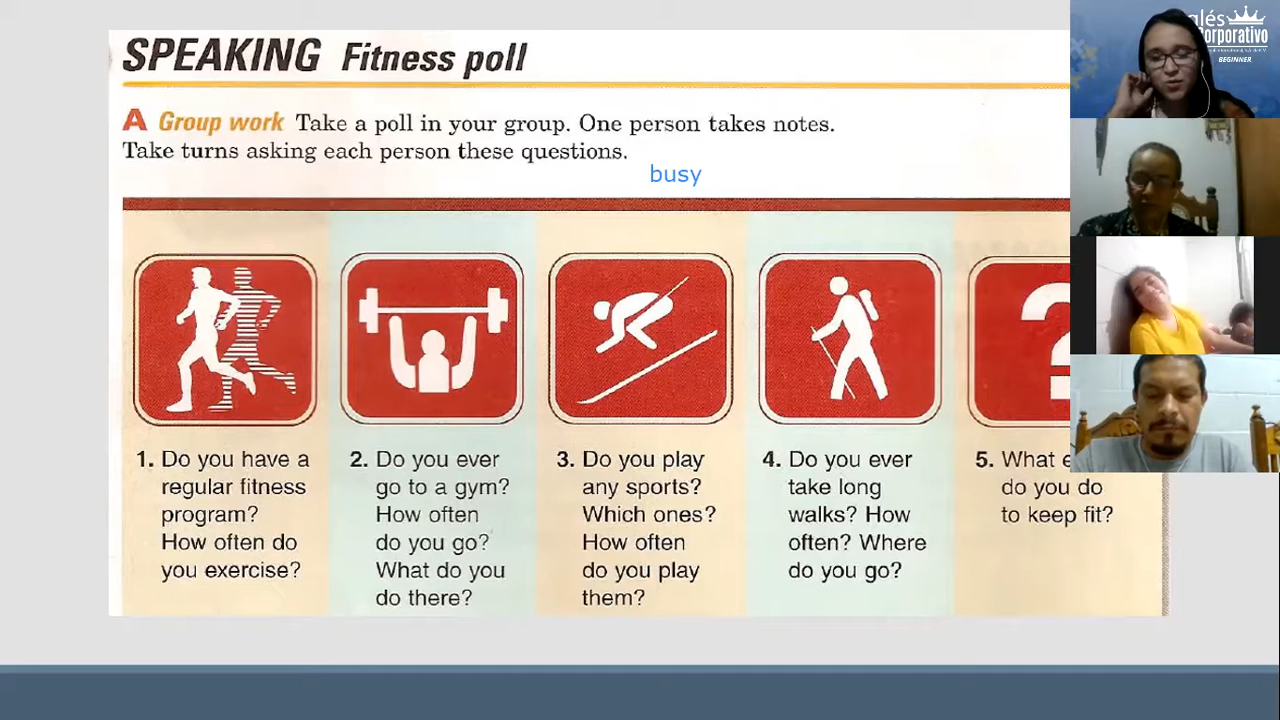 SPEAKING Fitness poll
A Group work Take a poll in your group. One person takes notes.
Take turns asking each person these questions.
busy
1. Do you have a
regular fitness
program?
How often do
you exercise?
2. Do you ever
go to a gym?
How often
do you go?
What do you
do there?
3. Do you play
any sports?
Which ones?
How often
do you play
them?
4. Do you ever
take long
walks? How
often? Where
do you go?
5. What
do you do
to keep fit?
?
BEGINNER